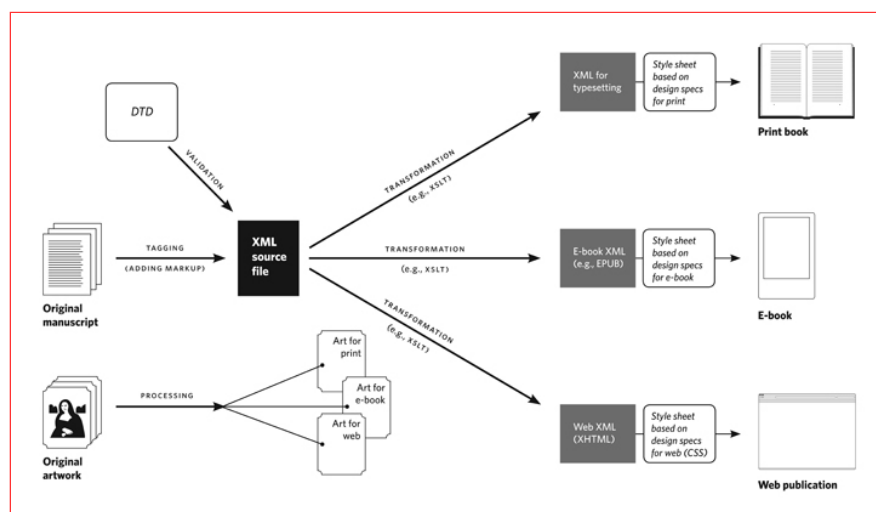 DTD
VALIDATION
Original
manuscript
TAGGING
(ADDING MARKUP)
XML
source
file
Original
artwork
PROCESSING
Art for
print
Art for
e-book
Art for
web
TRANSFORMATION
(e.g., XSLT)
XML for
typesetting
Style sheet
based on
design specs
for print
Print book
TRANSFORMATION
(e.g., XSLT)
E-book XML
(e.g., EPUB)
Style sheet
based on
design specs
for e-book
E-book
TRANSFORMATION
(e.g., XSLT)
Web XML
(XHTML)
Style sheet
based on
design specs
for web (CSS)
Web publication